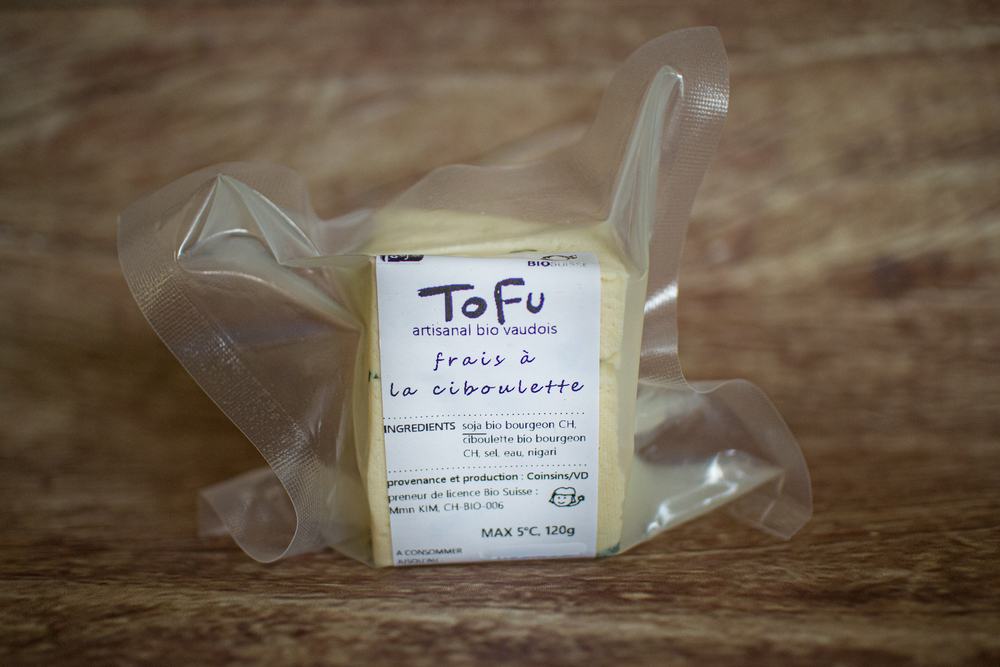 BIOSUISSE
ToFu
artisanal bio vaudois
frais à
la ciboulette
INGREDIENTS soja bio bourgeon CH,
ciboulette bio bourgeon
CH, sel, eau, nigari
provenance et production : Coinsins/VD
preneur de licence Bio Suisse :
Mmn KIM, CH-BIO-006
MAX 5°C, 120g
A CONSOMMER
JUSQU'AU